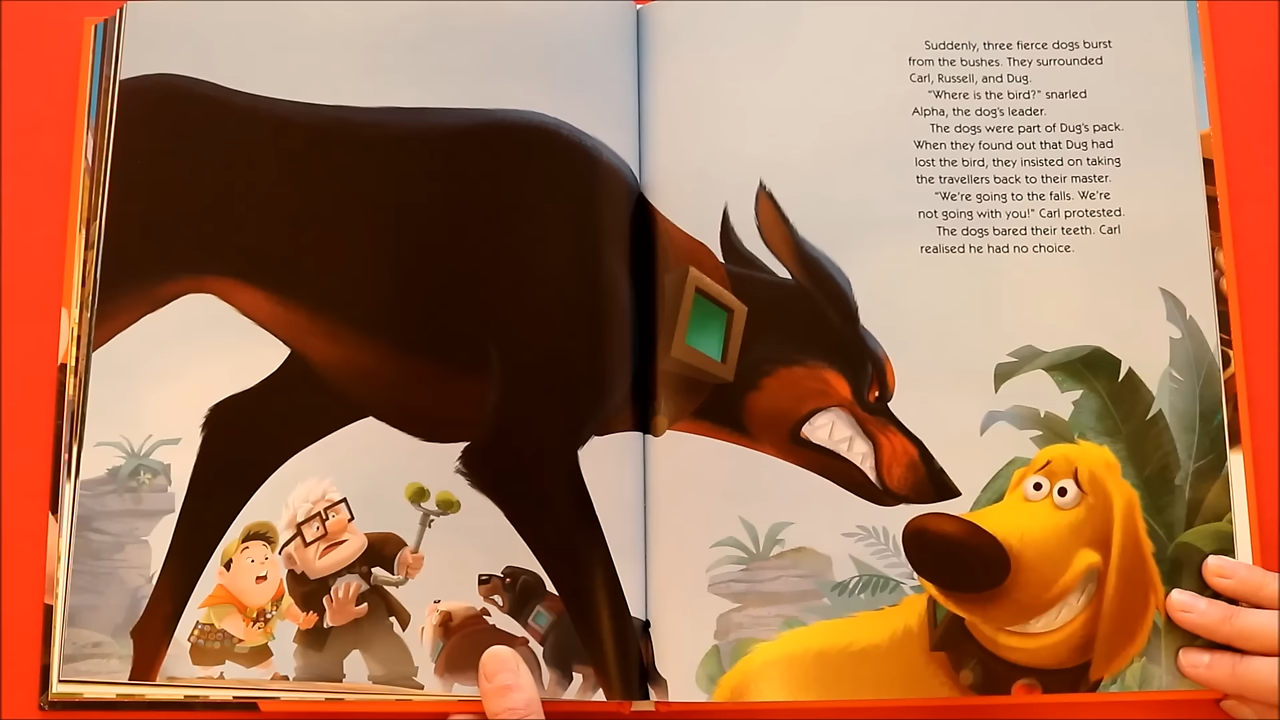 Suddenly, three fierce dogs burst
from the bushes. They surrounded
Carl, Russell, and Dug.
"Where is the bird?" snarled
Alpha, the dog's leader.
The dogs were part of Dug's pack.
When they found out that Dug had
lost the bird, they insisted on taking
the travellers back to their master.
"We're going to the falls. We're
not going with you!" Carl protested.
The dogs bared their teeth. Carl
realised he had no choice.